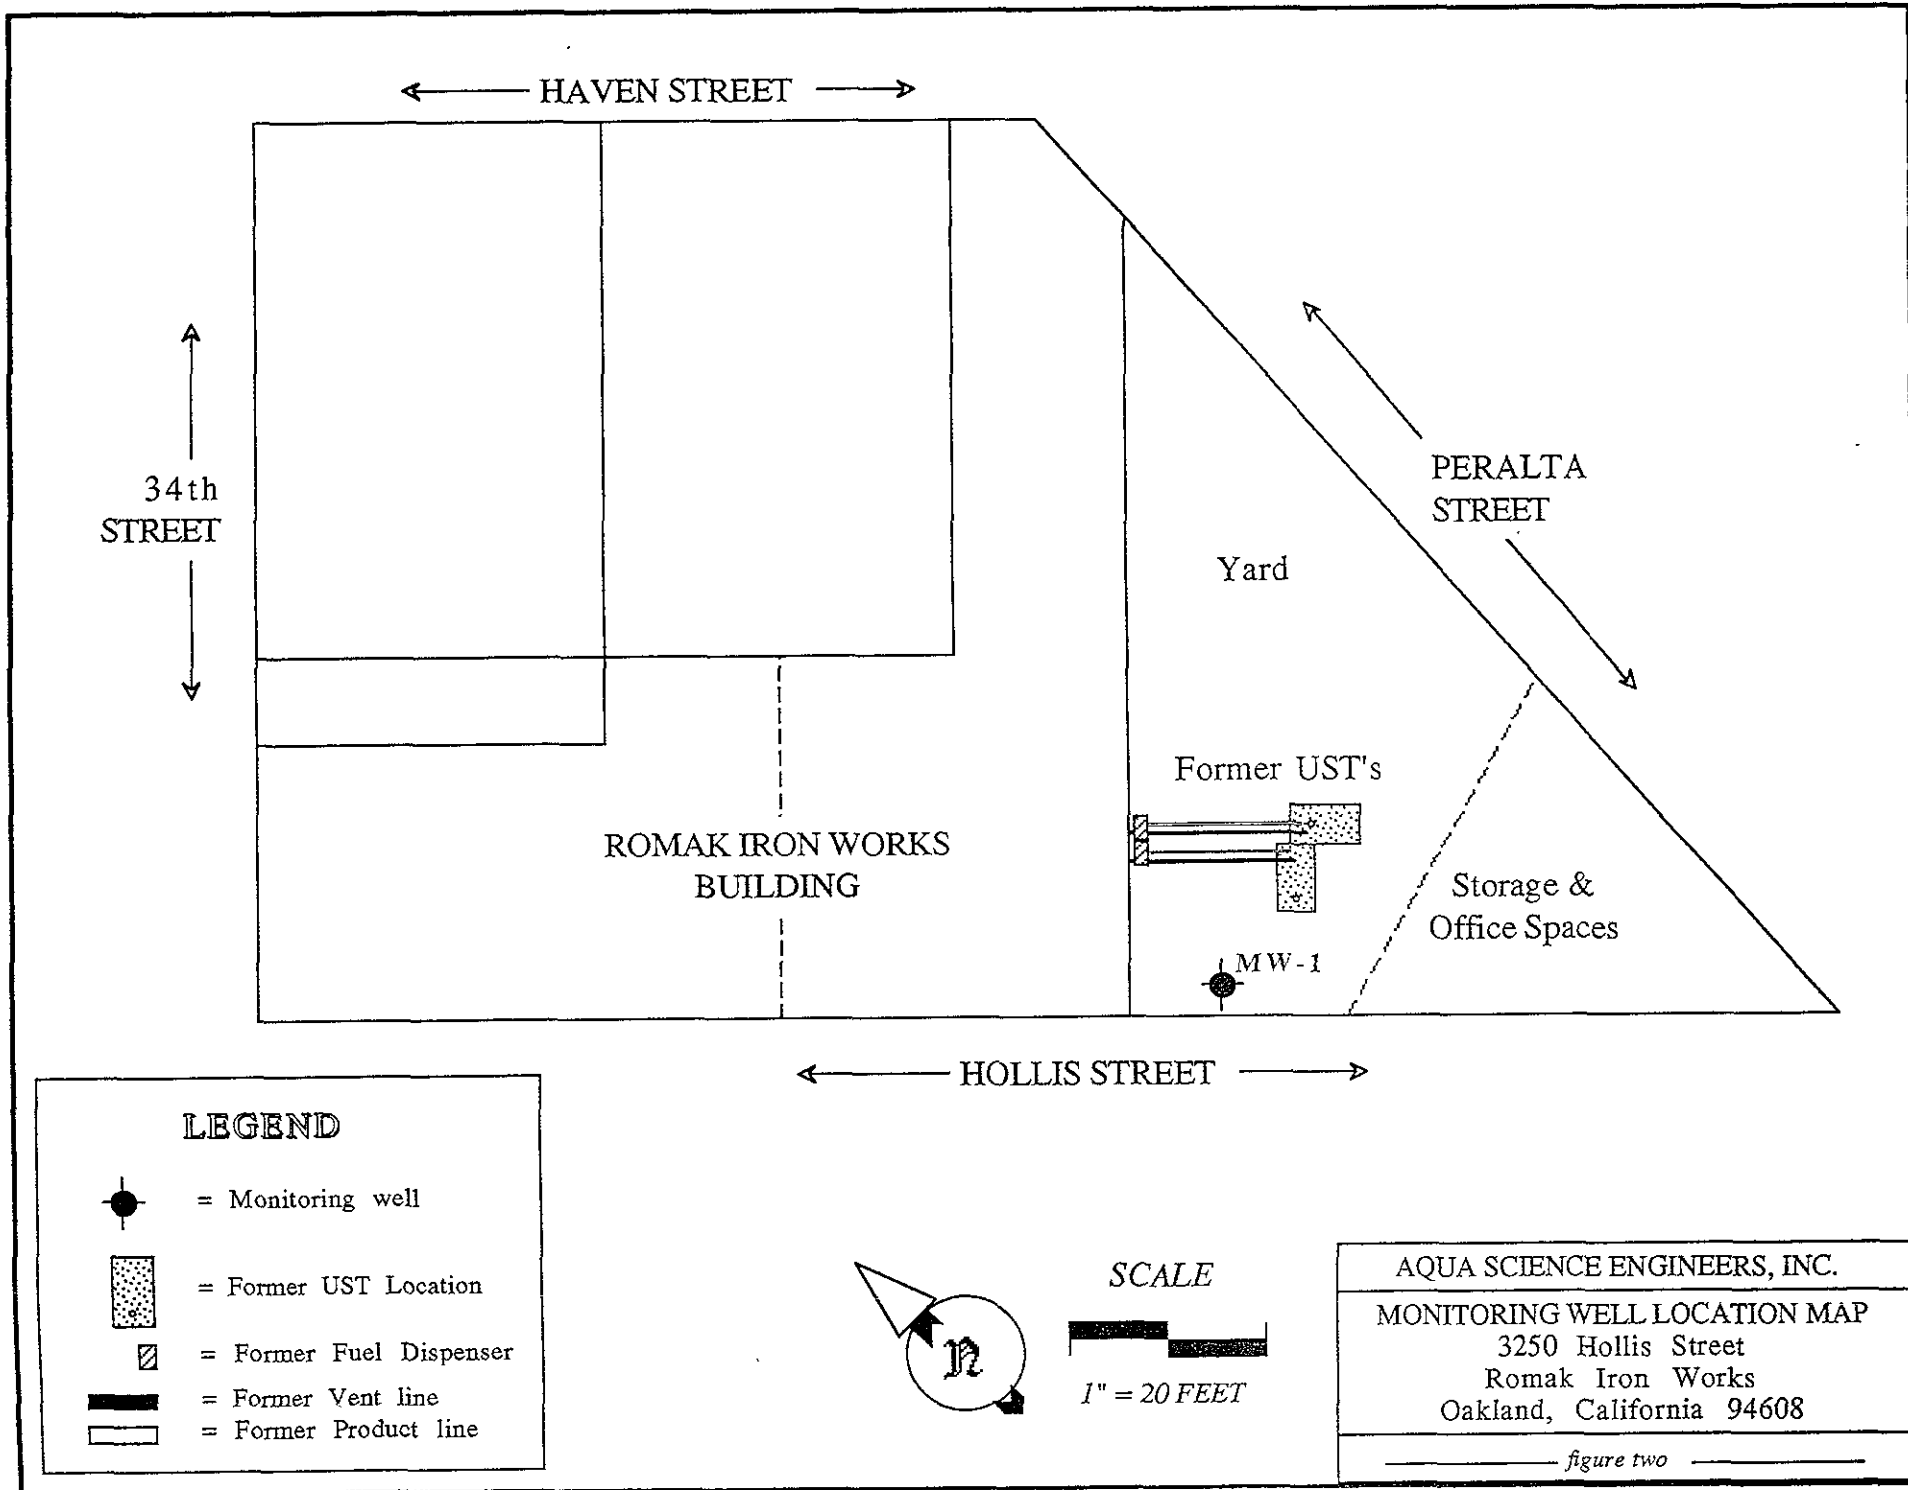 HAVEN STREET
34th
STREET
PERALTA
STREET
Yard
Former UST's
ROMAK IRON WORKS
BUILDING
Storage &
Office Spaces
MW-1
HOLLIS STREET
LEGEND
= Monitoring well
= Former UST Location
= Former Fuel Dispenser
= Former Vent line
= Former Product line
n
SCALE
1" = 20 FEET
AQUA SCIENCE ENGINEERS, INC.
MONITORING WELL LOCATION MAP
3250 Hollis Street
Romak Iron Works
Oakland, California 94608
figure two